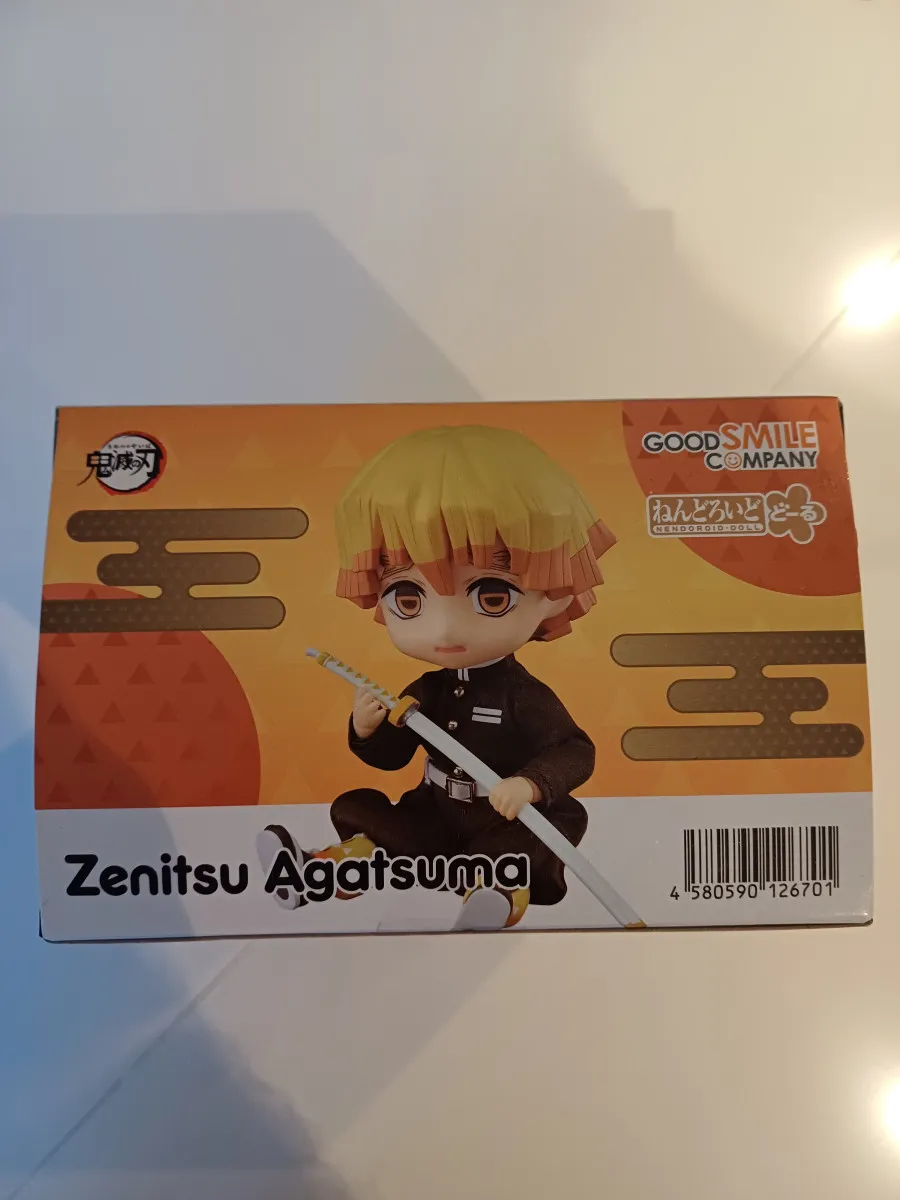 鬼滅の刃
GOOD SMILE
COMPANY
ねんどろいど
どーる
NENDOROID-DOLL
Zenitsu Agatsuma
4 580590 126701